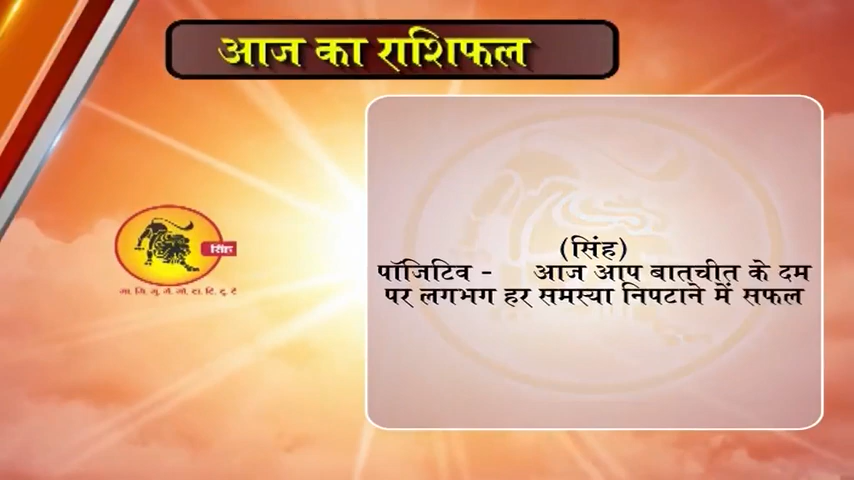 आज का राशिफल
(सिंह)
पॉजिटिव - आज आप बातचीत के दम
पर लगभग हर समस्या निपटाने में सफल
सिंह